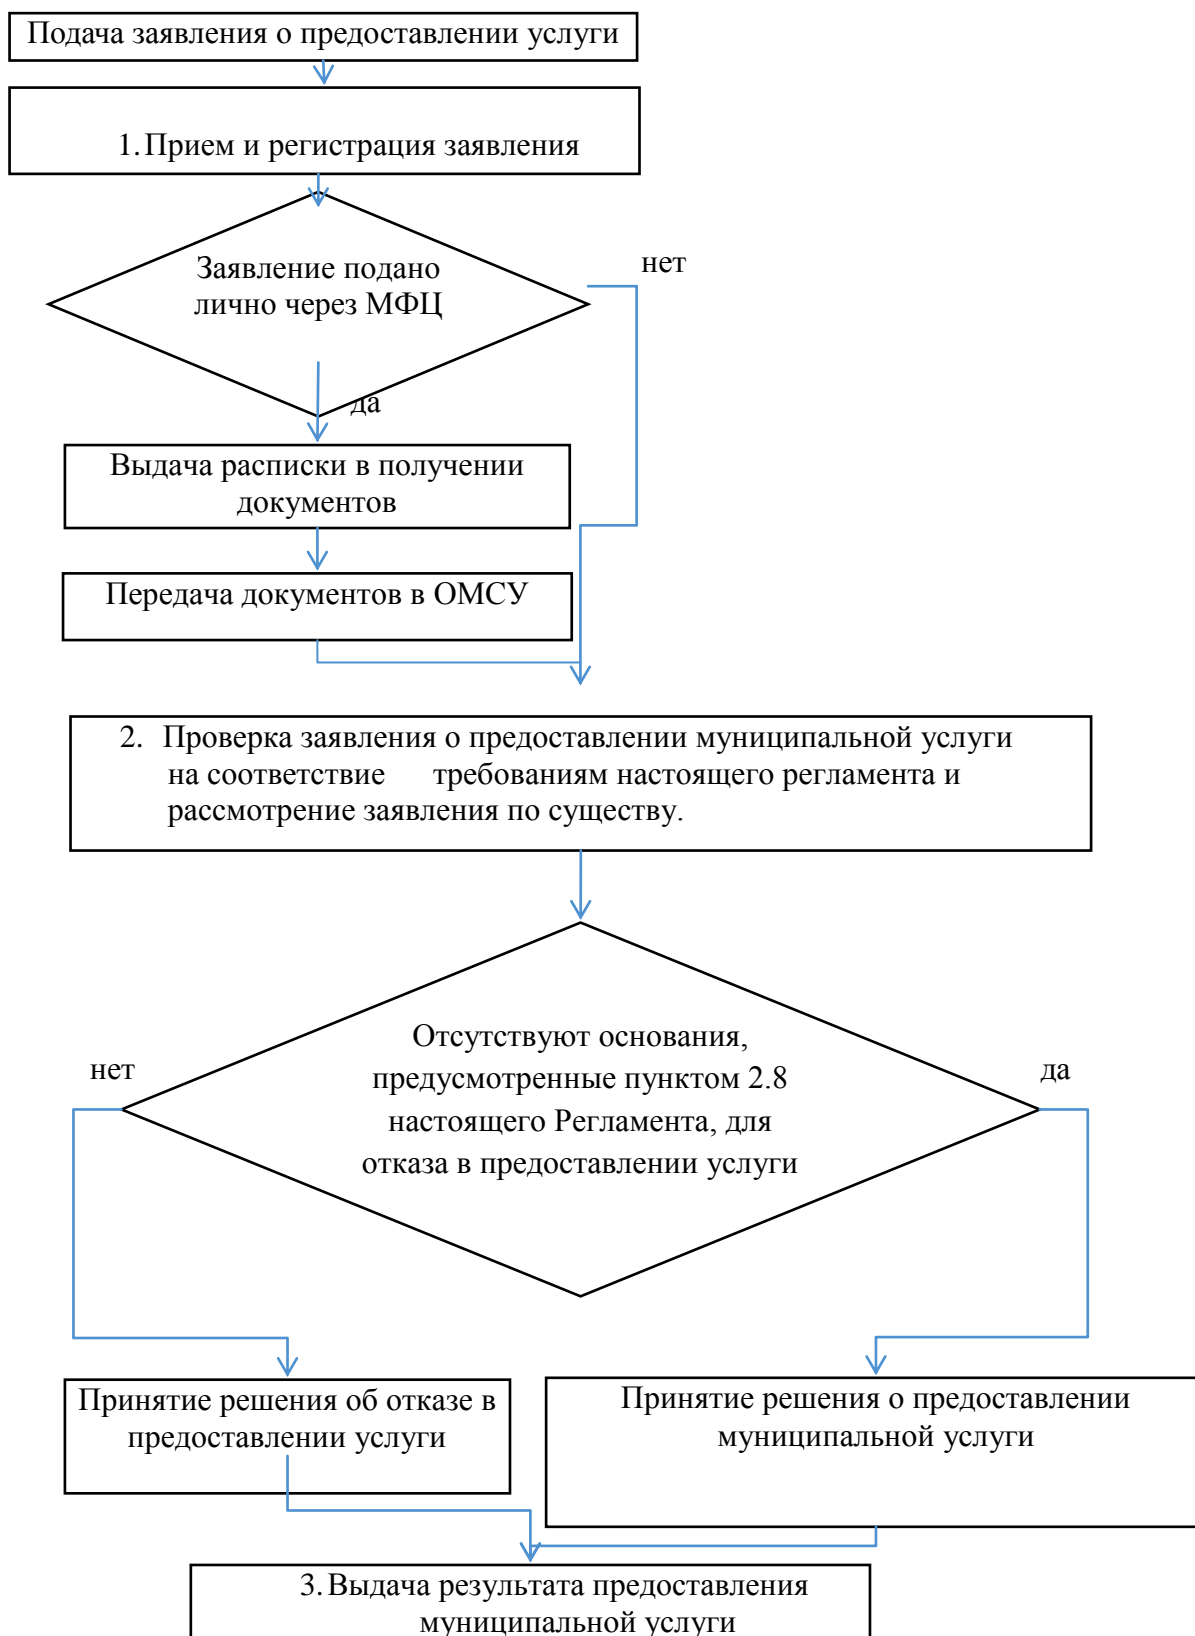 Подача заявления о предоставлении услуги
1. Прием и регистрация заявления
Заявление подано
лично через МФЦ
нет
да
Выдача расписки в получении
документов
Передача документов в ОМСУ
2. Проверка заявления о предоставлении муниципальной услуги
на соответствие требованиям настоящего регламента и
рассмотрение заявления по существу.
Отсутствуют основания,
предусмотренные пунктом 2.8
настоящего Регламента, для
отказа в предоставлении услуги
нет
да
Принятие решения об отказе в
предоставлении услуги
Принятие решения о предоставлении
муниципальной услуги
3. Выдача результата предоставления
муниципальной услуги